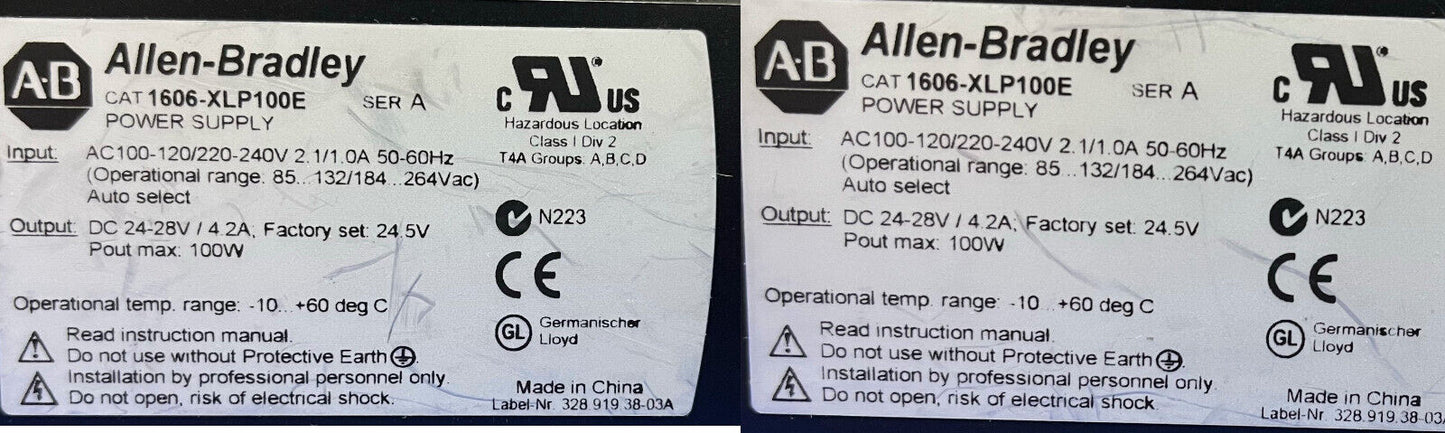 A·B Allen-Bradley
CAT 1606-XLP100E SER A
POWER SUPPLY
Input: AC100-120/220-240V 2.1/1.0A 50-60Hz
(Operational range: 85...132/184...264Vac)
Auto select
Output: DC 24-28V / 4.2A; Factory set: 24.5V
Pout max: 100W
Operational temp. range: -10...+60 deg C
Read instruction manual.
Do not use without Protective Earth.
Installation by professional personnel only.
Do not open, risk of electrical shock.
C RU US
Hazardous Location
Class I Div 2
T4A Groups: A,B,C,D
N223
CE
GL Germanischer
Lloyd
Made in China
Label-Nr. 328.919.38-03A
A·B Allen-Bradley
CAT 1606-XLP100E SER A
POWER SUPPLY
Input: AC100-120/220-240V 2.1/1.0A 50-60Hz
(Operational range: 85...132/184...264Vac)
Auto select
Output: DC 24-28V / 4.2A; Factory set: 24.5V
Pout max: 100W
Operational temp. range: -10...+60 deg C
Read instruction manual.
Do not use without Protective Earth.
Installation by professional personnel only.
Do not open, risk of electrical shock.
C RU US
Hazardous Location
Class I Div 2
T4A Groups: A,B,C,D
N223
CE
GL Germanischer
Lloyd
Made in China
Label-Nr. 328.919.38-03